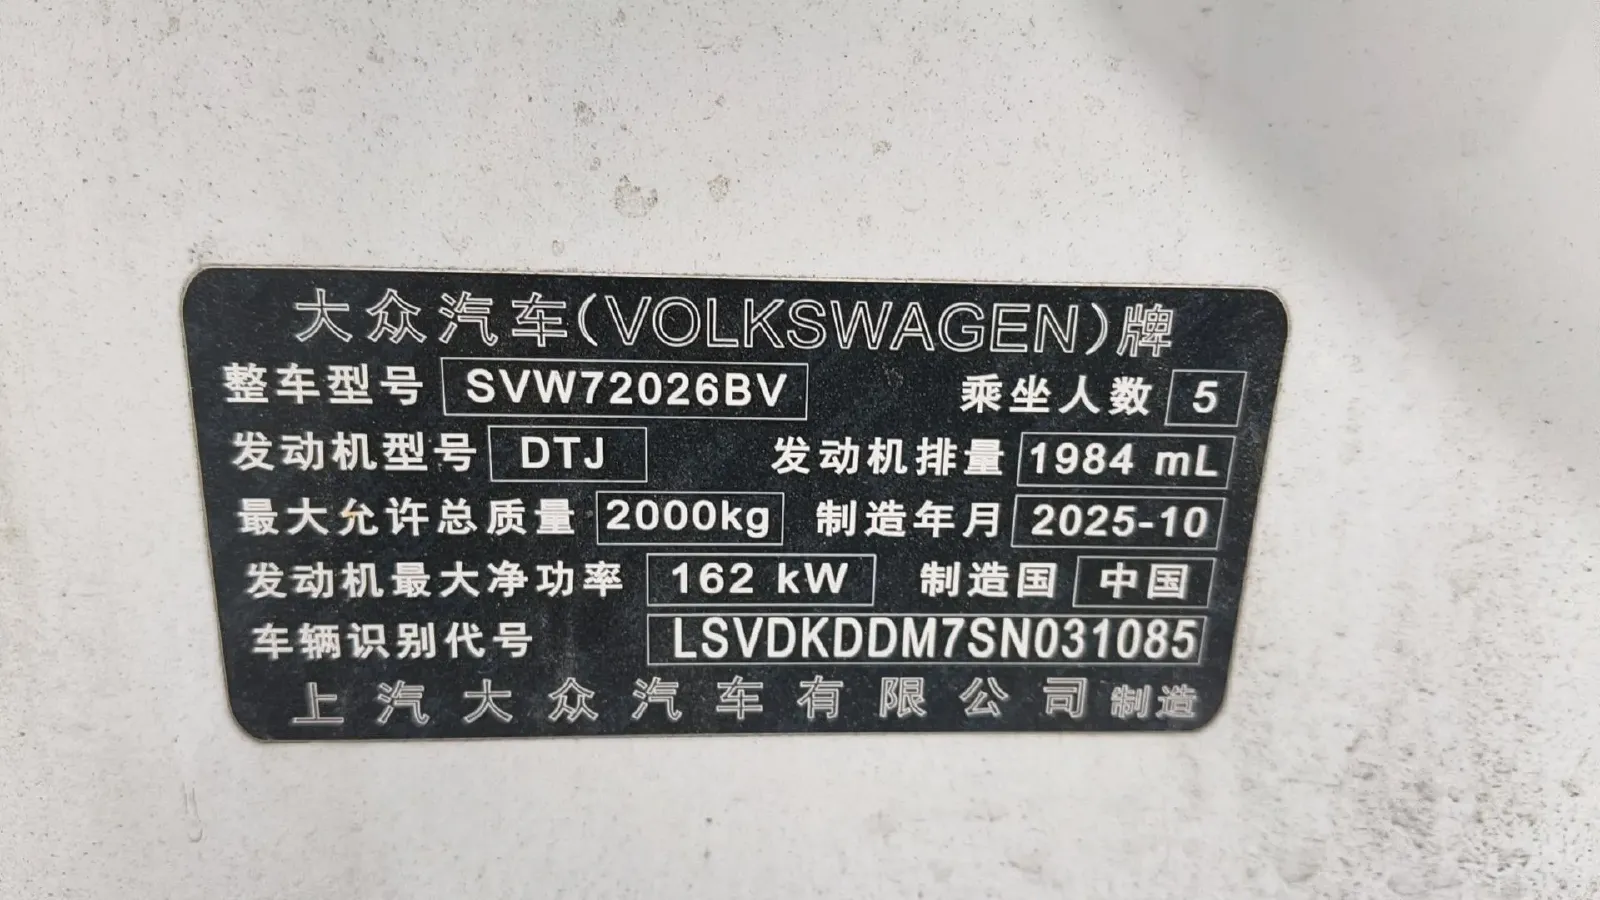 大众汽车(VOLKSWAGEN)牌
整车型号 SVW72026BV 乘坐人数 5
发动机型号 DTJ 发动机排量 1984 mL
最大允许总质量 2000kg 制造年月 2025-10
发动机最大净功率 162 kW 制造国 中国
车辆识别代号 LSVDKDDM7SN031085
上汽大众汽车有限公司 制造